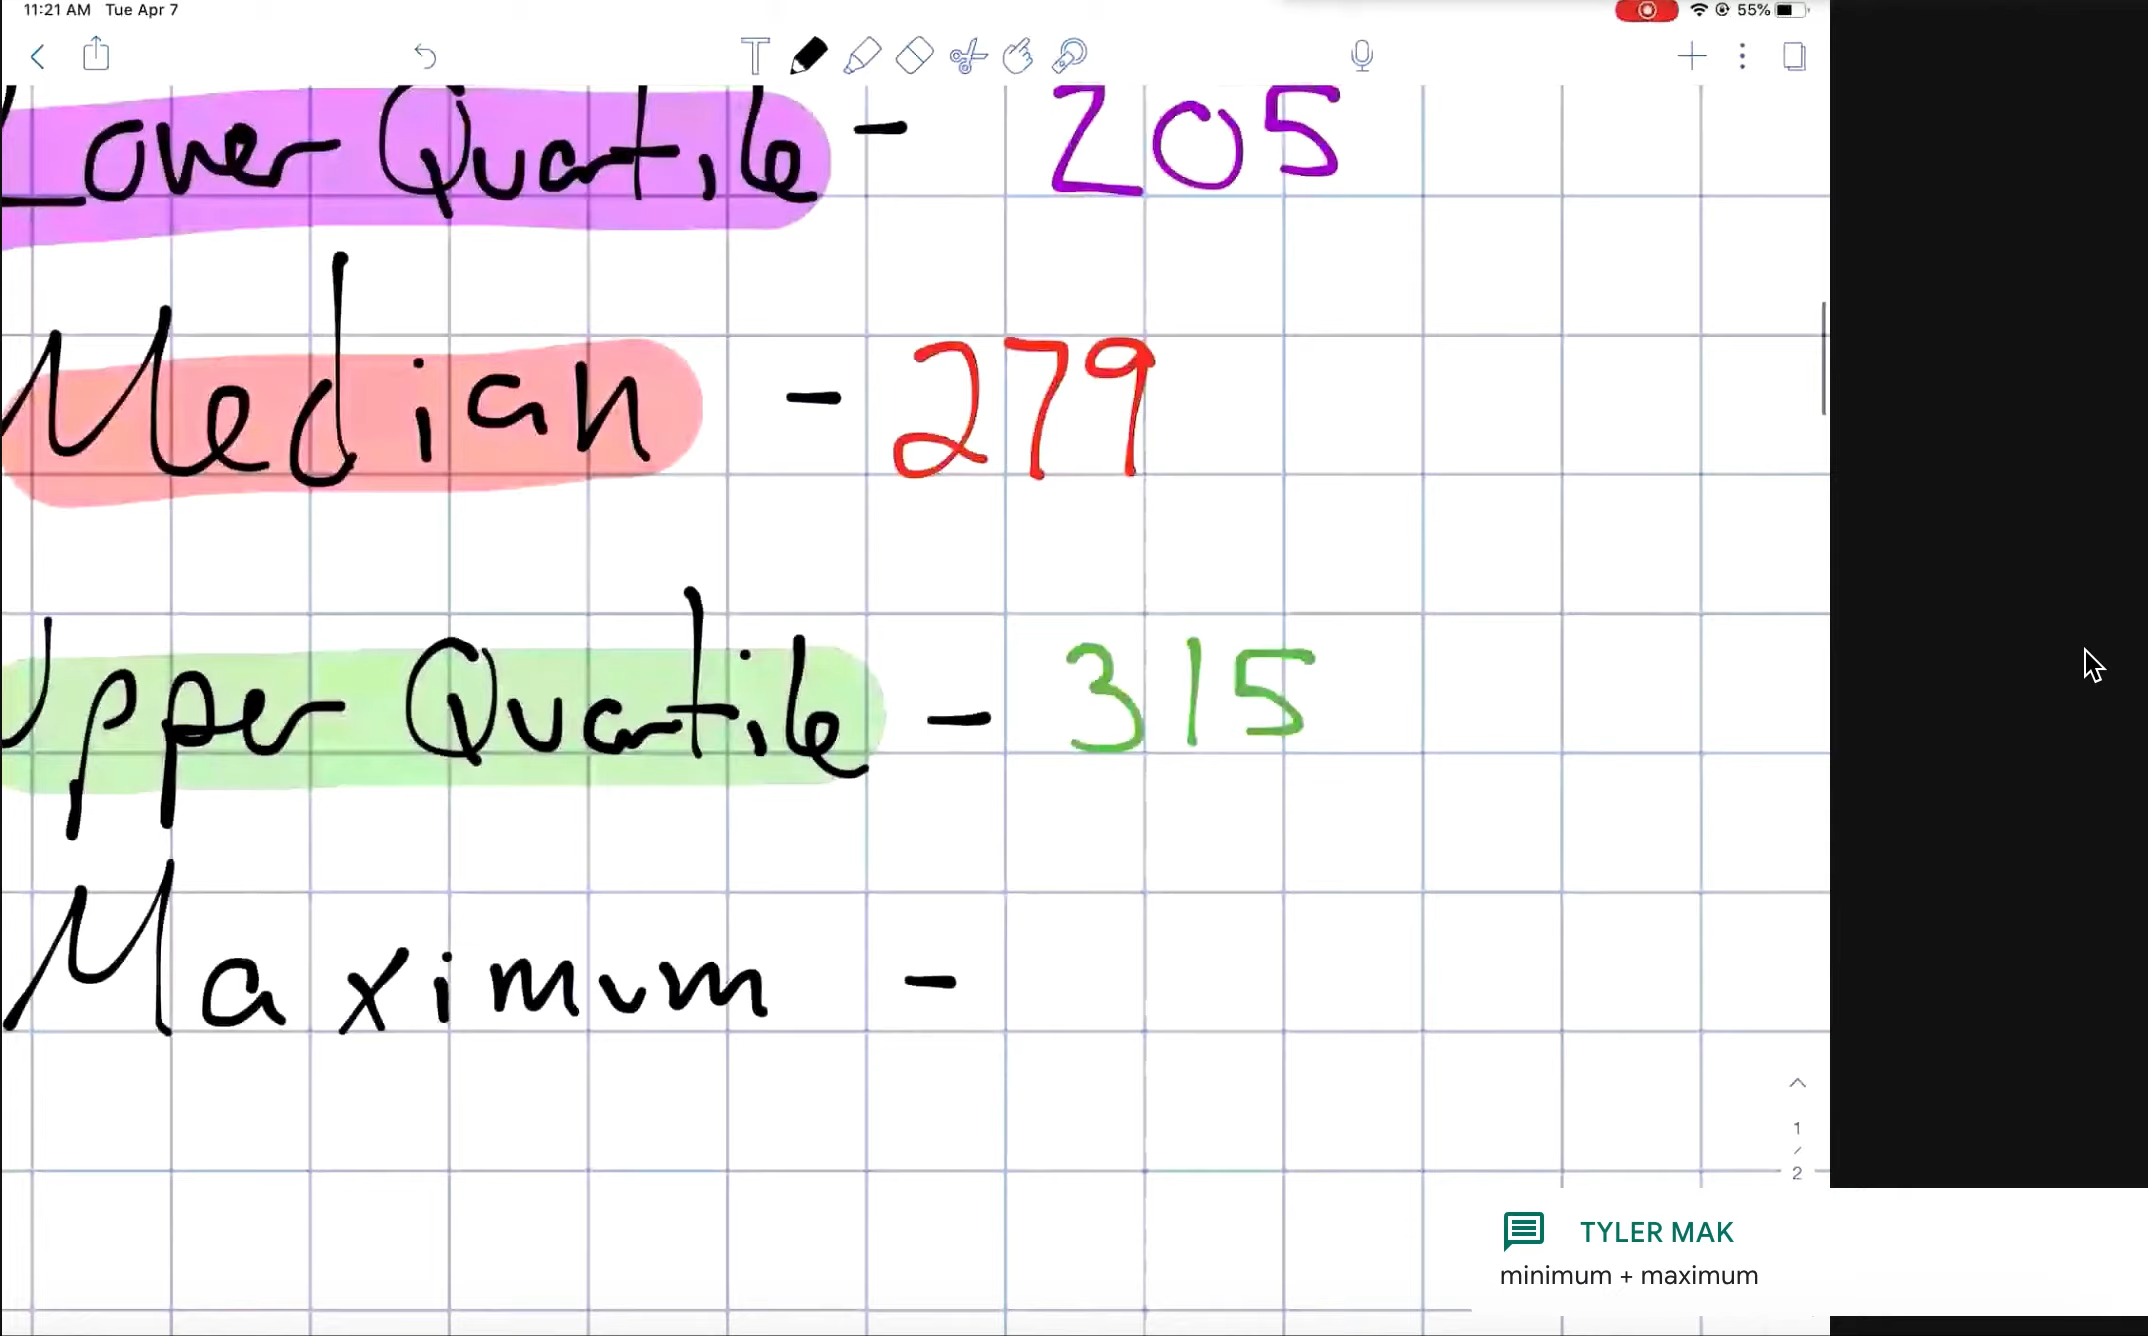 11:21 AM Tue Apr 7
55%
Lower Quartile - 205
Median - 279
Upper Quartile - 315
Maximum -
1
/
2
TYLER MAK
minimum + maximum